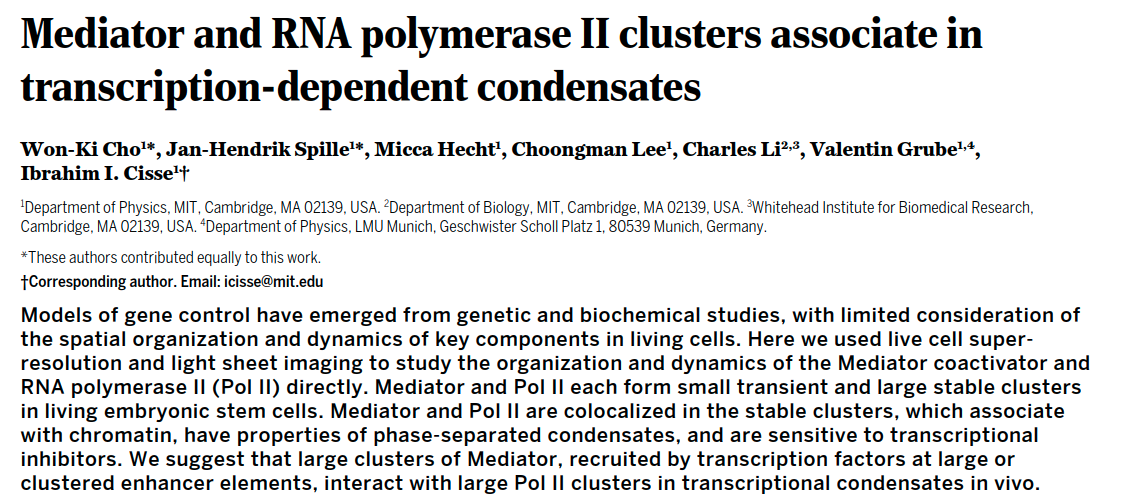 Mediator and RNA polymerase II clusters associate in
transcription-dependent condensates
Won-Ki Cho¹*, Jan-Hendrik Spille¹*, Micca Hecht¹, Choongman Lee¹, Charles Li²,³, Valentin Grube¹,⁴,
Ibrahim I. Cisse¹†
¹Department of Physics, MIT, Cambridge, MA 02139, USA. ²Department of Biology, MIT, Cambridge, MA 02139, USA. ³Whitehead Institute for Biomedical Research,
Cambridge, MA 02139, USA. ⁴Department of Physics, LMU Munich, Geschwister Scholl Platz 1, 80539 Munich, Germany.
*These authors contributed equally to this work.
†Corresponding author. Email: icisse@mit.edu
Models of gene control have emerged from genetic and biochemical studies, with limited consideration of
the spatial organization and dynamics of key components in living cells. Here we used live cell super-
resolution and light sheet imaging to study the organization and dynamics of the Mediator coactivator and
RNA polymerase II (Pol II) directly. Mediator and Pol II each form small transient and large stable clusters
in living embryonic stem cells. Mediator and Pol II are colocalized in the stable clusters, which associate
with chromatin, have properties of phase-separated condensates, and are sensitive to transcriptional
inhibitors. We suggest that large clusters of Mediator, recruited by transcription factors at large or
clustered enhancer elements, interact with large Pol II clusters in transcriptional condensates in vivo.